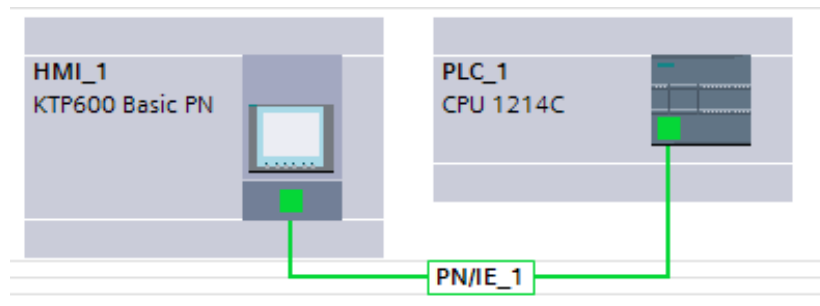 HMI_1
KTP600 Basic PN
PLC_1
CPU 1214C
PN/IE_1